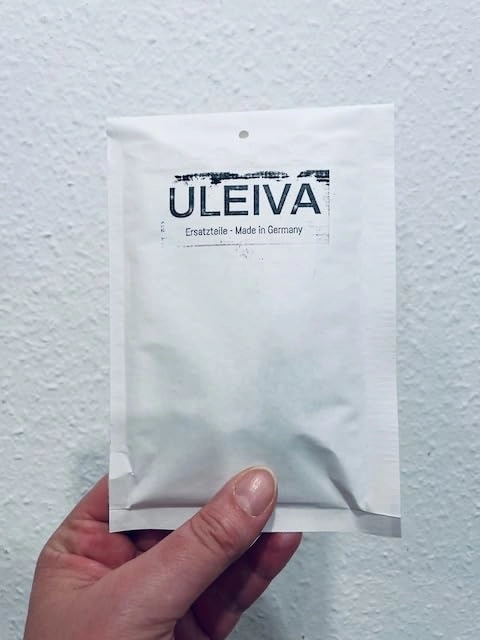 ULEIVA
Ersatzteile - Made in Germany